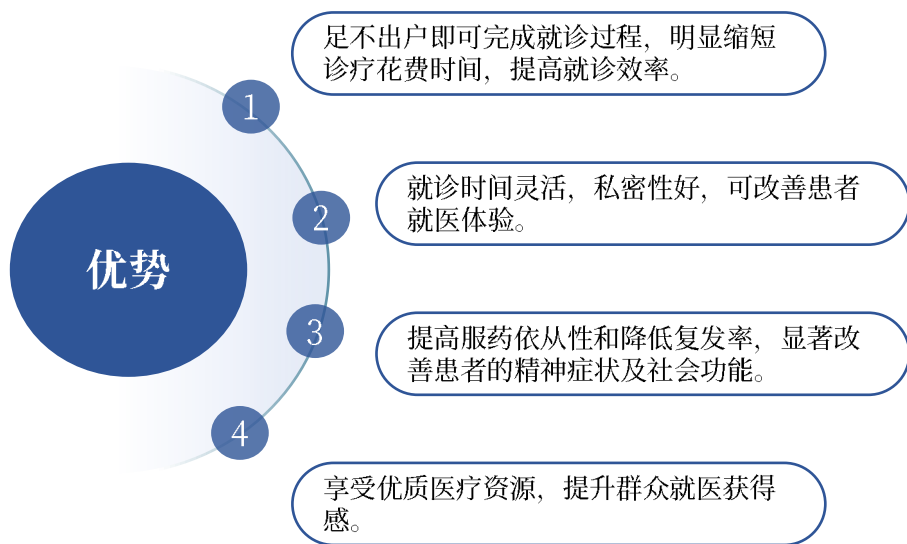 优势
1
足不出户即可完成就诊过程，明显缩短
诊疗花费时间，提高就诊效率。
2
就诊时间灵活，私密性好，可改善患者
就医体验。
3
提高服药依从性和降低复发率，显著改
善患者的精神症状及社会功能。
4
享受优质医疗资源，提升群众就医获得
感。